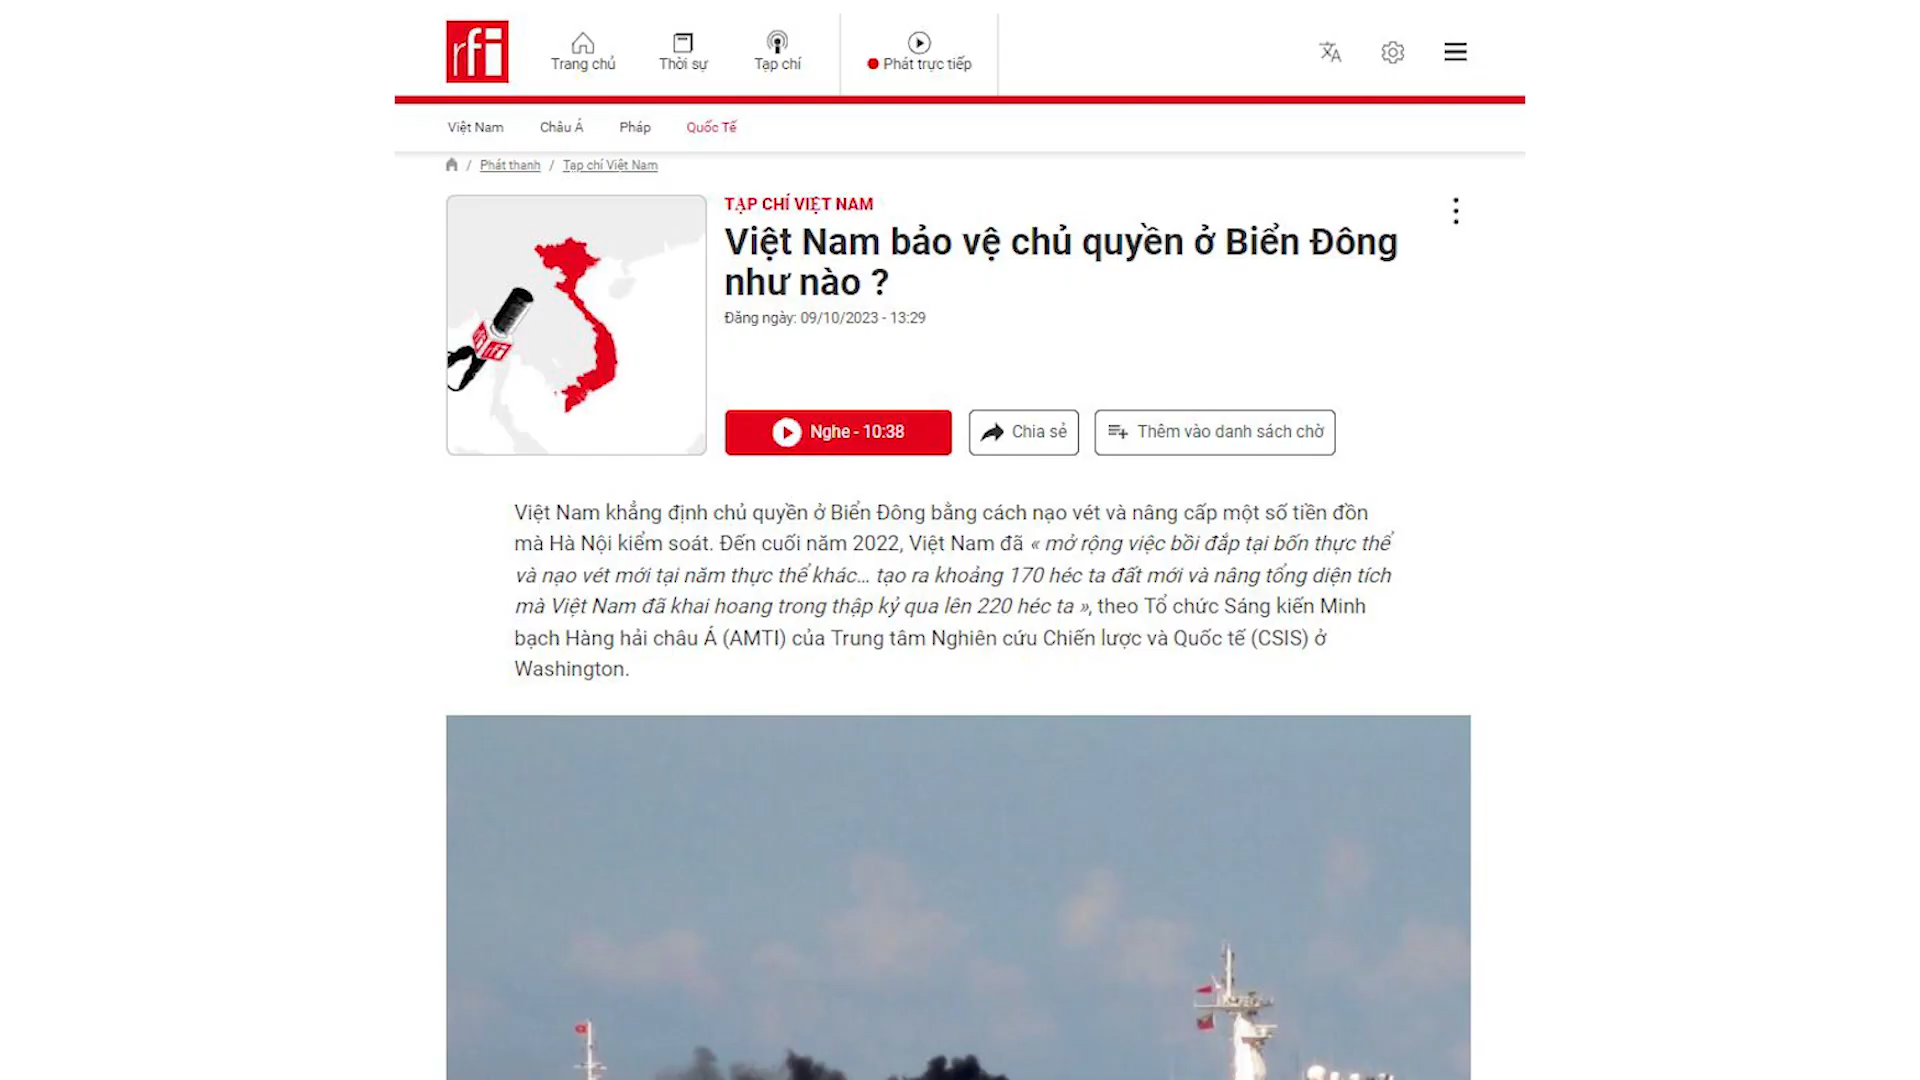 rfi
Trang chủ
Thời sự
Tạp chí
Phát trực tiếp
Việt Nam
Châu Á
Pháp
Quốc Tế
/ Phát thanh / Tạp chí Việt Nam
TẠP CHÍ VIỆT NAM
Việt Nam bảo vệ chủ quyền ở Biển Đông
như nào ?
Đăng ngày: 09/10/2023 - 13:29
rfi
Nghe - 10:38
Chia sẻ
Thêm vào danh sách chờ
Việt Nam khẳng định chủ quyền ở Biển Đông bằng cách nạo vét và nâng cấp một số tiền đồn
mà Hà Nội kiểm soát. Đến cuối năm 2022, Việt Nam đã « mở rộng việc bồi đắp tại bốn thực thể
và nạo vét mới tại năm thực thể khác... tạo ra khoảng 170 héc ta đất mới và nâng tổng diện tích
mà Việt Nam đã khai hoang trong thập kỷ qua lên 220 héc ta », theo Tổ chức Sáng kiến Minh
bạch Hàng hải châu Á (AMTI) của Trung tâm Nghiên cứu Chiến lược và Quốc tế (CSIS) ở
Washington.